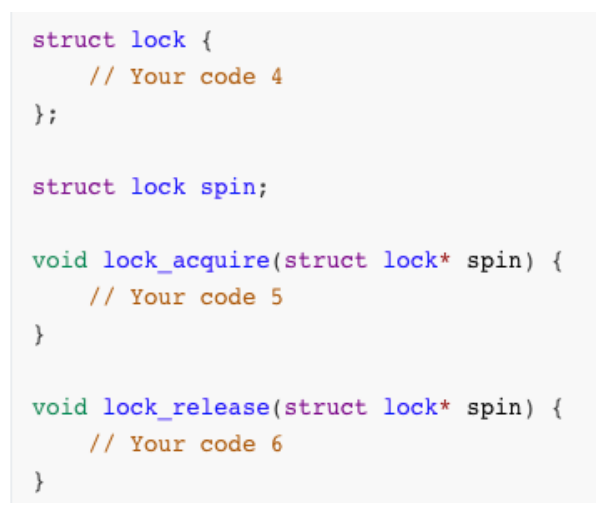 struct lock {
    // Your code 4
};

struct lock spin;

void lock_acquire(struct lock* spin) {
    // Your code 5
}

void lock_release(struct lock* spin) {
    // Your code 6
}